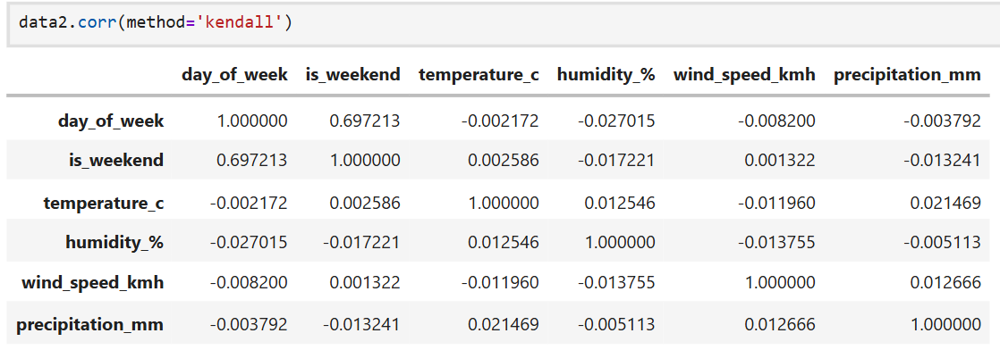 data2.corr(method='kendall')
day_of_week is_weekend temperature_c humidity_% wind_speed_kmh precipitation_mm
day_of_week 1.000000 0.697213 -0.002172 -0.027015 -0.008200 -0.003792
is_weekend 0.697213 1.000000 0.002586 -0.017221 0.001322 -0.013241
temperature_c -0.002172 0.002586 1.000000 0.012546 -0.011960 0.021469
humidity_% -0.027015 -0.017221 0.012546 1.000000 -0.013755 -0.005113
wind_speed_kmh -0.008200 0.001322 -0.011960 -0.013755 1.000000 0.012666
precipitation_mm -0.003792 -0.013241 0.021469 -0.005113 0.012666 1.000000